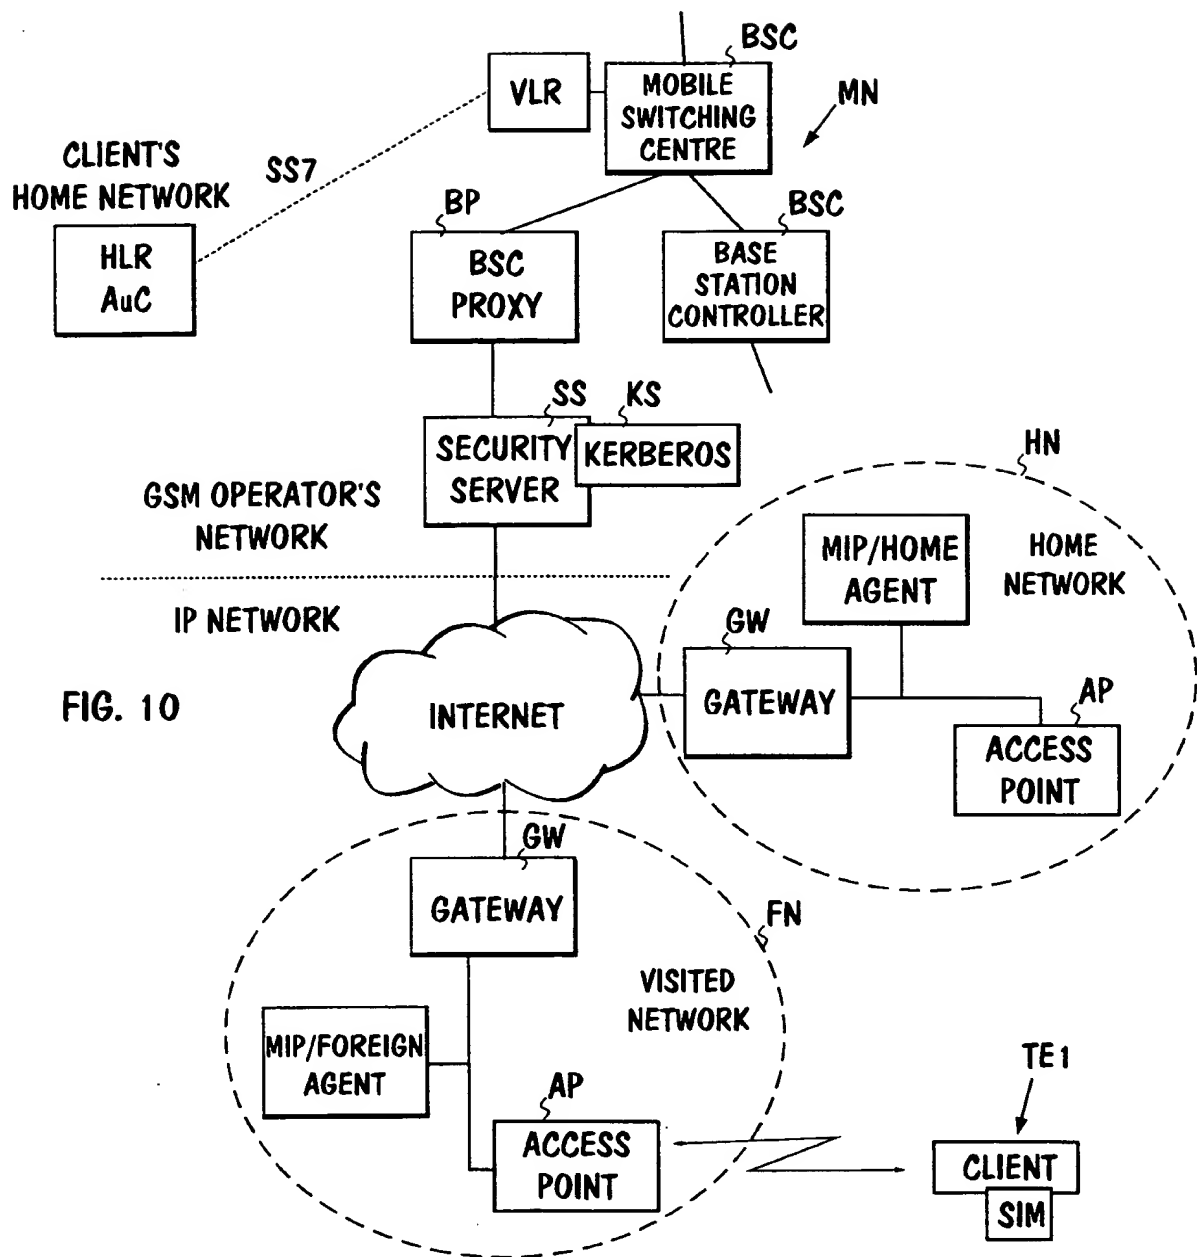 BSC
VLR
MOBILE
SWITCHING
CENTRE
MN
CLIENT'S
HOME NETWORK
SS7
HLR
AuC
BP
BSC
PROXY
BSC
BASE
STATION
CONTROLLER
SS
KS
SECURITY
SERVER
KERBEROS
GSM OPERATOR'S
NETWORK
HN
MIP/HOME
AGENT
HOME
NETWORK
IP NETWORK
FIG. 10
INTERNET
GW
GATEWAY
AP
ACCESS
POINT
GW
GATEWAY
FN
VISITED
NETWORK
MIP/FOREIGN
AGENT
AP
ACCESS
POINT
TE1
CLIENT
SIM